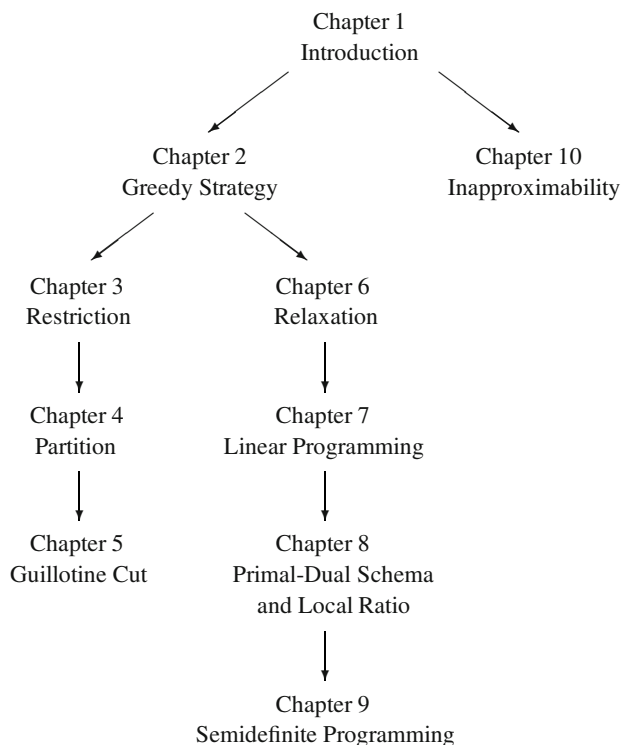 Chapter 1
Introduction
Chapter 2
Greedy Strategy
Chapter 10
Inapproximability
Chapter 3
Restriction
Chapter 6
Relaxation
Chapter 4
Partition
Chapter 7
Linear Programming
Chapter 5
Guillotine Cut
Chapter 8
Primal-Dual Schema
and Local Ratio
Chapter 9
Semidefinite Programming